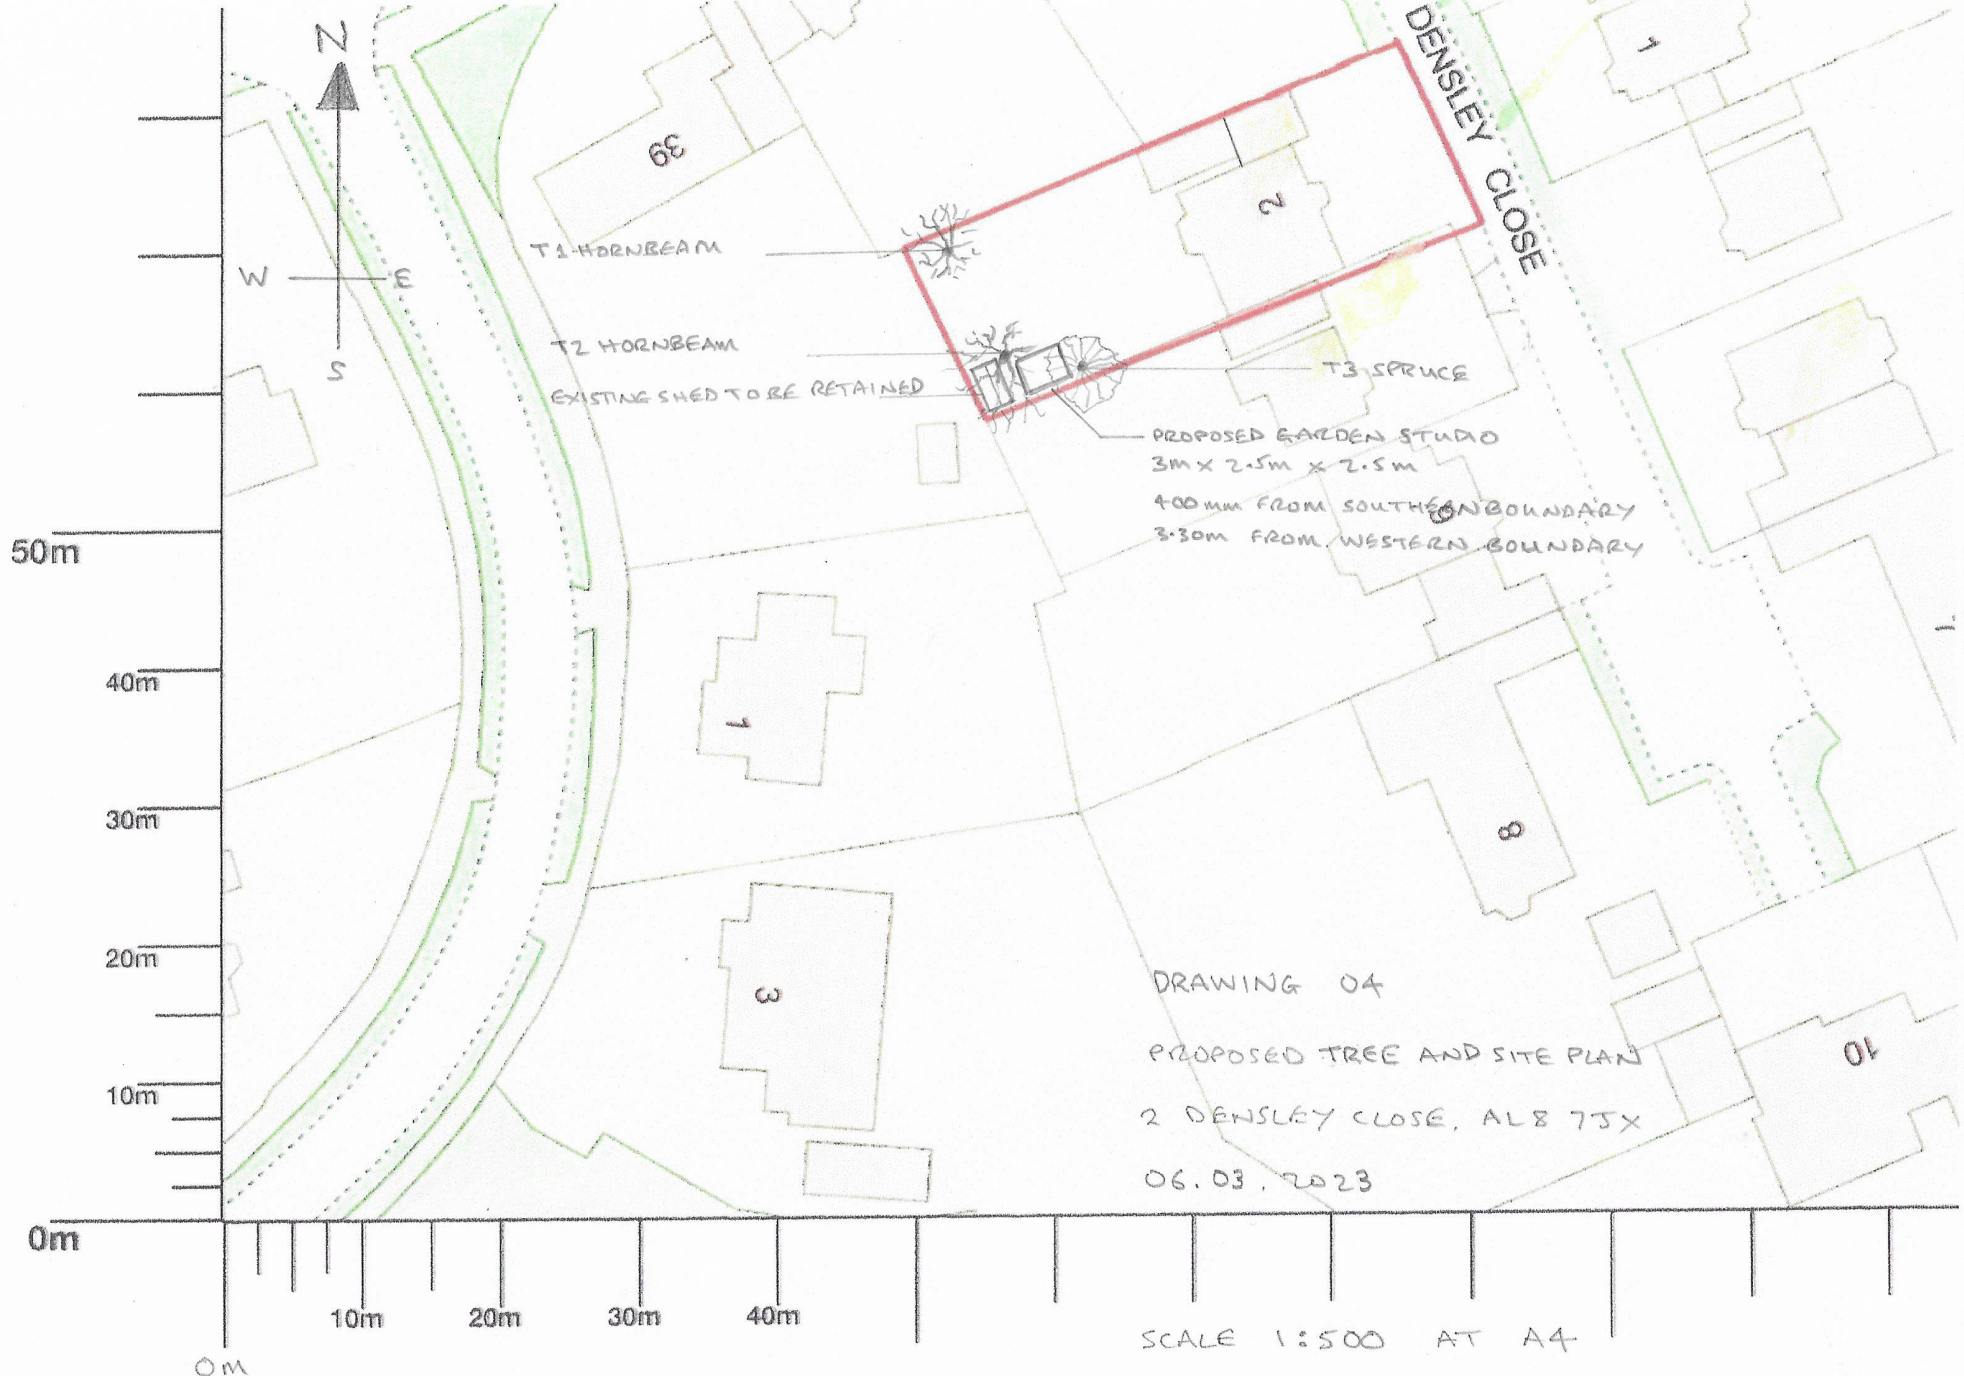 N
W
E
S
DENSLEY CLOSE
1
39
2
T1 HORNBEAM
T2 HORNBEAM
EXISTING SHED TO BE RETAINED
T3 SPRUCE
PROPOSED GARDEN STUDIO
3m x 2.5m x 2.5m
400mm FROM SOUTHERN BOUNDARY
3.30m FROM WESTERN BOUNDARY
50m
40m
30m
20m
10m
0m
1
8
3
10
DRAWING 04
PROPOSED TREE AND SITE PLAN
2 DENSLEY CLOSE, AL8 7JX
06.03.2023
10m
20m
30m
40m
0m
SCALE 1:500 AT A4